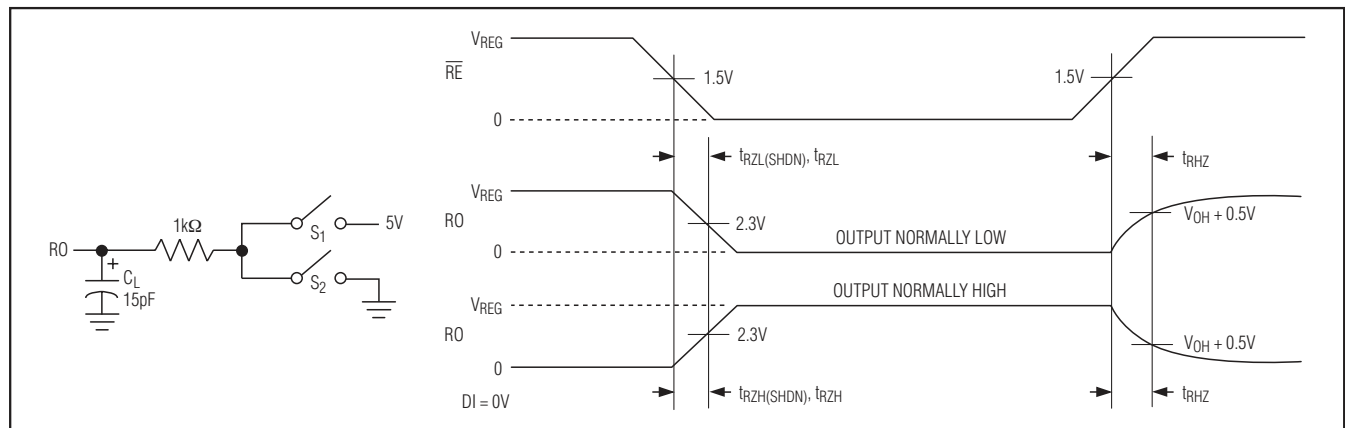 VREG
RE
1.5V
1.5V
0
tRZL(SHDN), tRZL
tRHZ
VREG
RO
2.3V
VOH + 0.5V
0
OUTPUT NORMALLY LOW
1kΩ
5V
S1
RO
+
CL
15pF
S2
OUTPUT NORMALLY HIGH
VREG
RO
2.3V
VOH + 0.5V
0
DI = 0V
tRZH(SHDN), tRZH
tRHZ